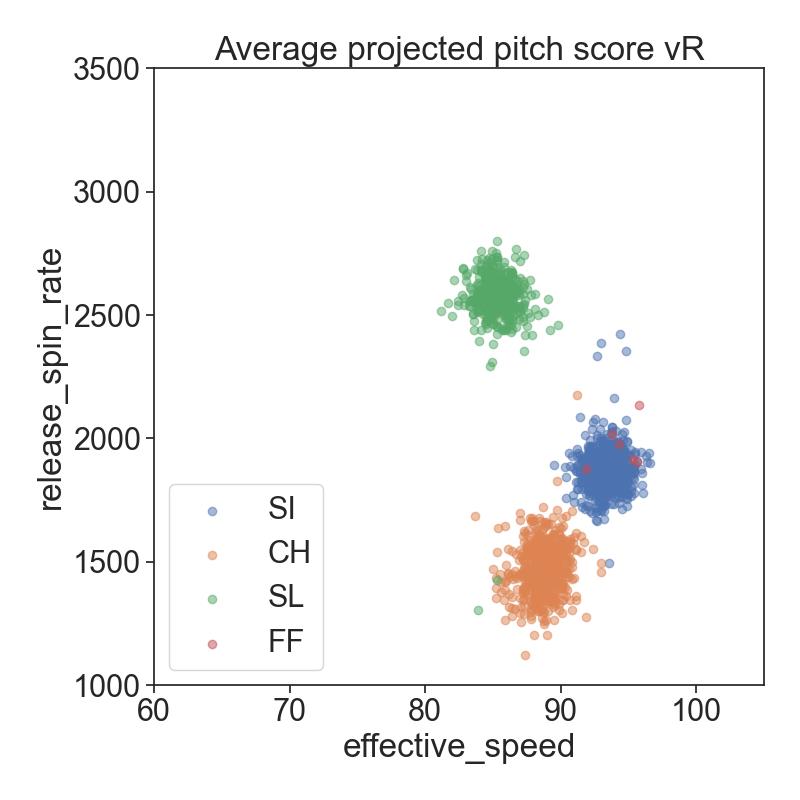 Average projected pitch score vR
3500
3000
2500
2000
1500
1000
release_spin_rate
SI
CH
SL
FF
60 70 80 90 100
effective_speed